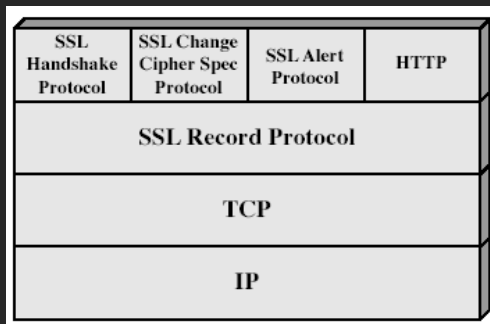 SSL
Handshake
Protocol
SSL Change
Cipher Spec
Protocol
SSL Alert
Protocol
HTTP
SSL Record Protocol
TCP
IP